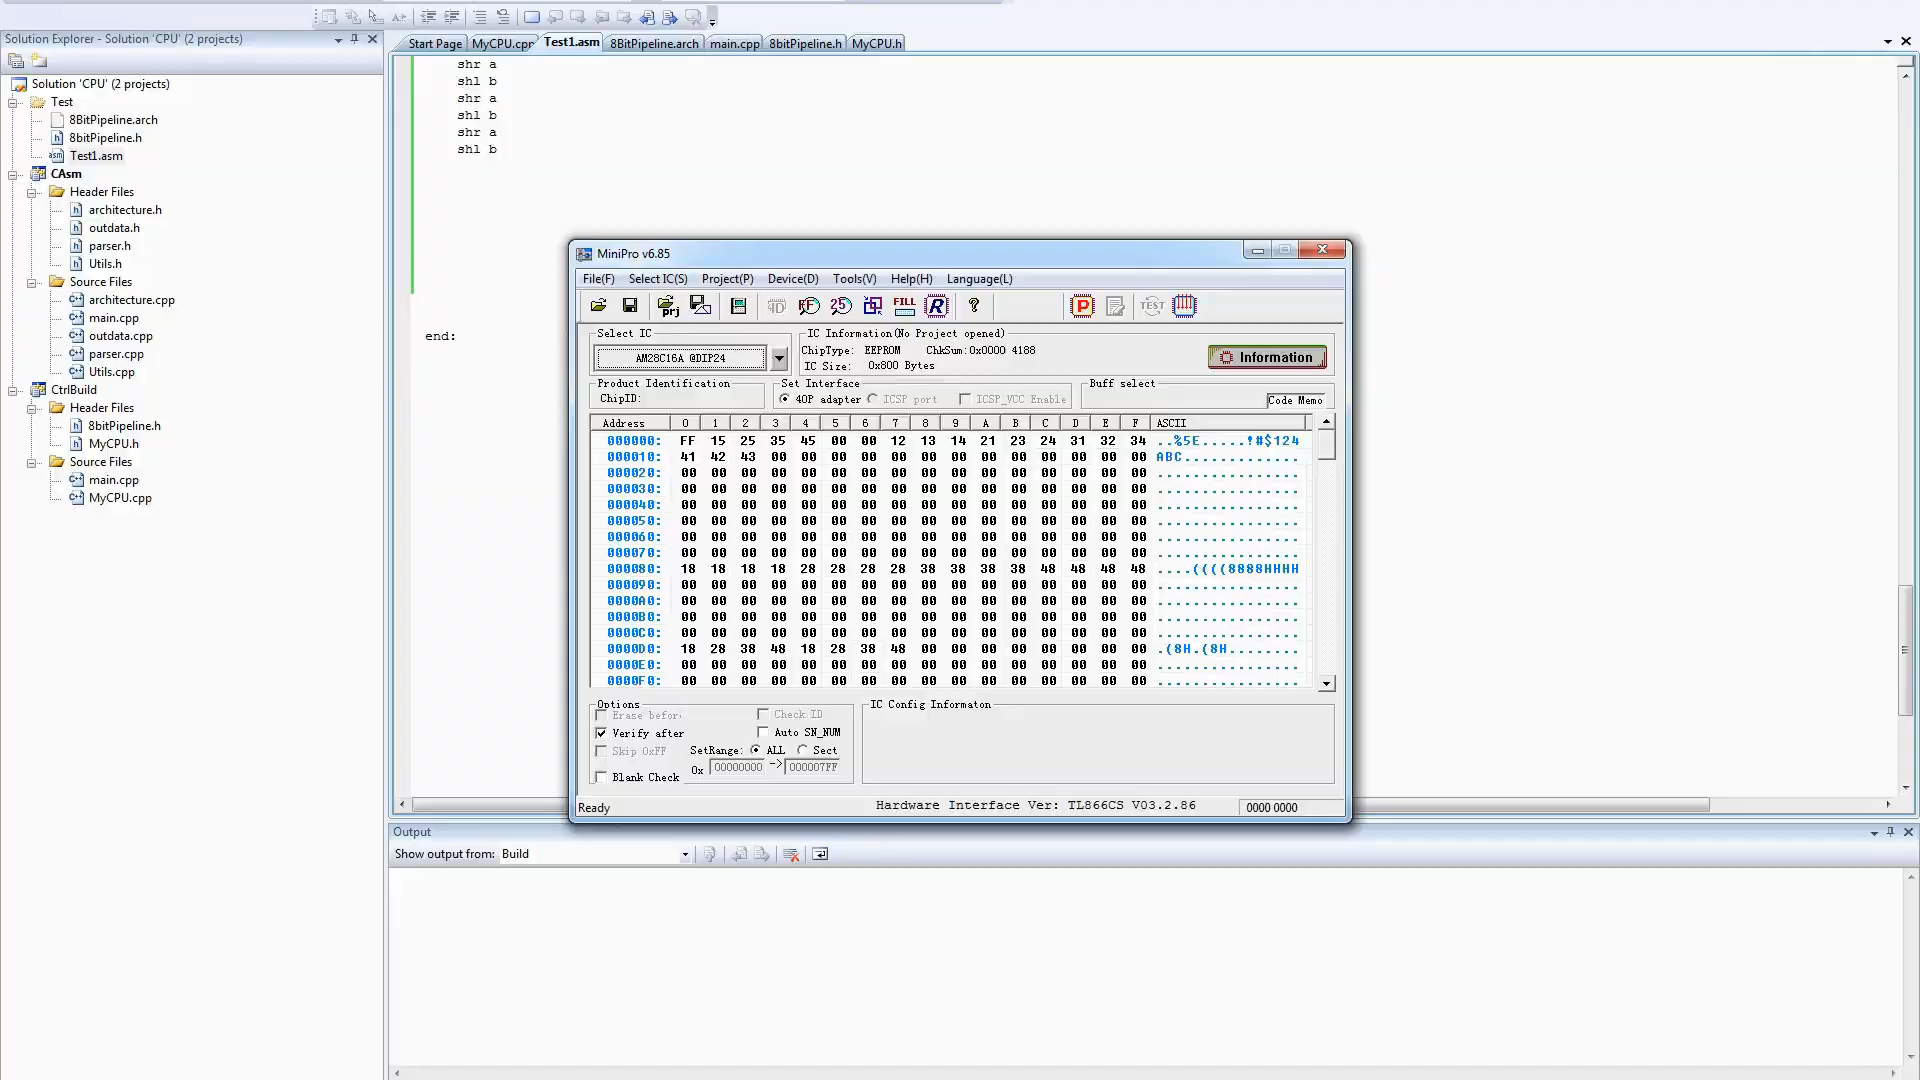 Solution Explorer - Solution 'CPU' (2 projects)
Solution 'CPU' (2 projects)
Test
8BitPipeline.arch
8bitPipeline.h
Test1.asm
CAsm
Header Files
architecture.h
outdata.h
parser.h
Utils.h
Source Files
architecture.cpp
main.cpp
outdata.cpp
parser.cpp
Utils.cpp
CtrlBuild
Header Files
8bitPipeline.h
MyCPU.h
Source Files
main.cpp
MyCPU.cpp
Start Page MyCPU.cpp Test1.asm 8BitPipeline.arch main.cpp 8bitPipeline.h MyCPU.h
shr a
shl b
shr a
shl b
shr a
shl b
end:
MiniPro v6.85
File(F) Select IC(S) Project(P) Device(D) Tools(V) Help(H) Language(L)
prj FF 25 FILL R ? P TEST
Select IC
AM28C16A @DIP24
IC Information(No Project opened)
ChipType: EEPROM ChkSum:0x0000 4188
IC Size: 0x800 Bytes
Information
Product Identification
ChipID:
Set Interface
40P adapter ICSP port ICSP_VCC Enable
Buff select
Code Memo
Address 0 1 2 3 4 5 6 7 8 9 A B C D E F ASCII
000000: FF 15 25 35 45 00 00 12 13 14 21 23 24 31 32 34 ..%5E.....!#$124
000010: 41 42 43 00 00 00 00 00 00 00 00 00 00 00 00 00 ABC.............
000020: 00 00 00 00 00 00 00 00 00 00 00 00 00 00 00 00 ................
000030: 00 00 00 00 00 00 00 00 00 00 00 00 00 00 00 00 ................
000040: 00 00 00 00 00 00 00 00 00 00 00 00 00 00 00 00 ................
000050: 00 00 00 00 00 00 00 00 00 00 00 00 00 00 00 00 ................
000060: 00 00 00 00 00 00 00 00 00 00 00 00 00 00 00 00 ................
000070: 00 00 00 00 00 00 00 00 00 00 00 00 00 00 00 00 ................
000080: 18 18 18 18 28 28 28 28 38 38 38 38 48 48 48 48 ....((((8888HHHH
000090: 00 00 00 00 00 00 00 00 00 00 00 00 00 00 00 00 ................
0000A0: 00 00 00 00 00 00 00 00 00 00 00 00 00 00 00 00 ................
0000B0: 00 00 00 00 00 00 00 00 00 00 00 00 00 00 00 00 ................
0000C0: 00 00 00 00 00 00 00 00 00 00 00 00 00 00 00 00 ................
0000D0: 18 28 38 48 18 28 38 48 00 00 00 00 00 00 00 00 .(8H.(8H........
0000E0: 00 00 00 00 00 00 00 00 00 00 00 00 00 00 00 00 ................
0000F0: 00 00 00 00 00 00 00 00 00 00 00 00 00 00 00 00 ................
Options
Erase befor Check ID
Verify after Auto SN_NUM
Skip 0xFF SetRange: ALL Sect
Blank Check 0x 00000000 -> 000007FF
IC Config Informaton
Ready
Hardware Interface Ver: TL866CS V03.2.86
0000 0000
Output
Show output from: Build